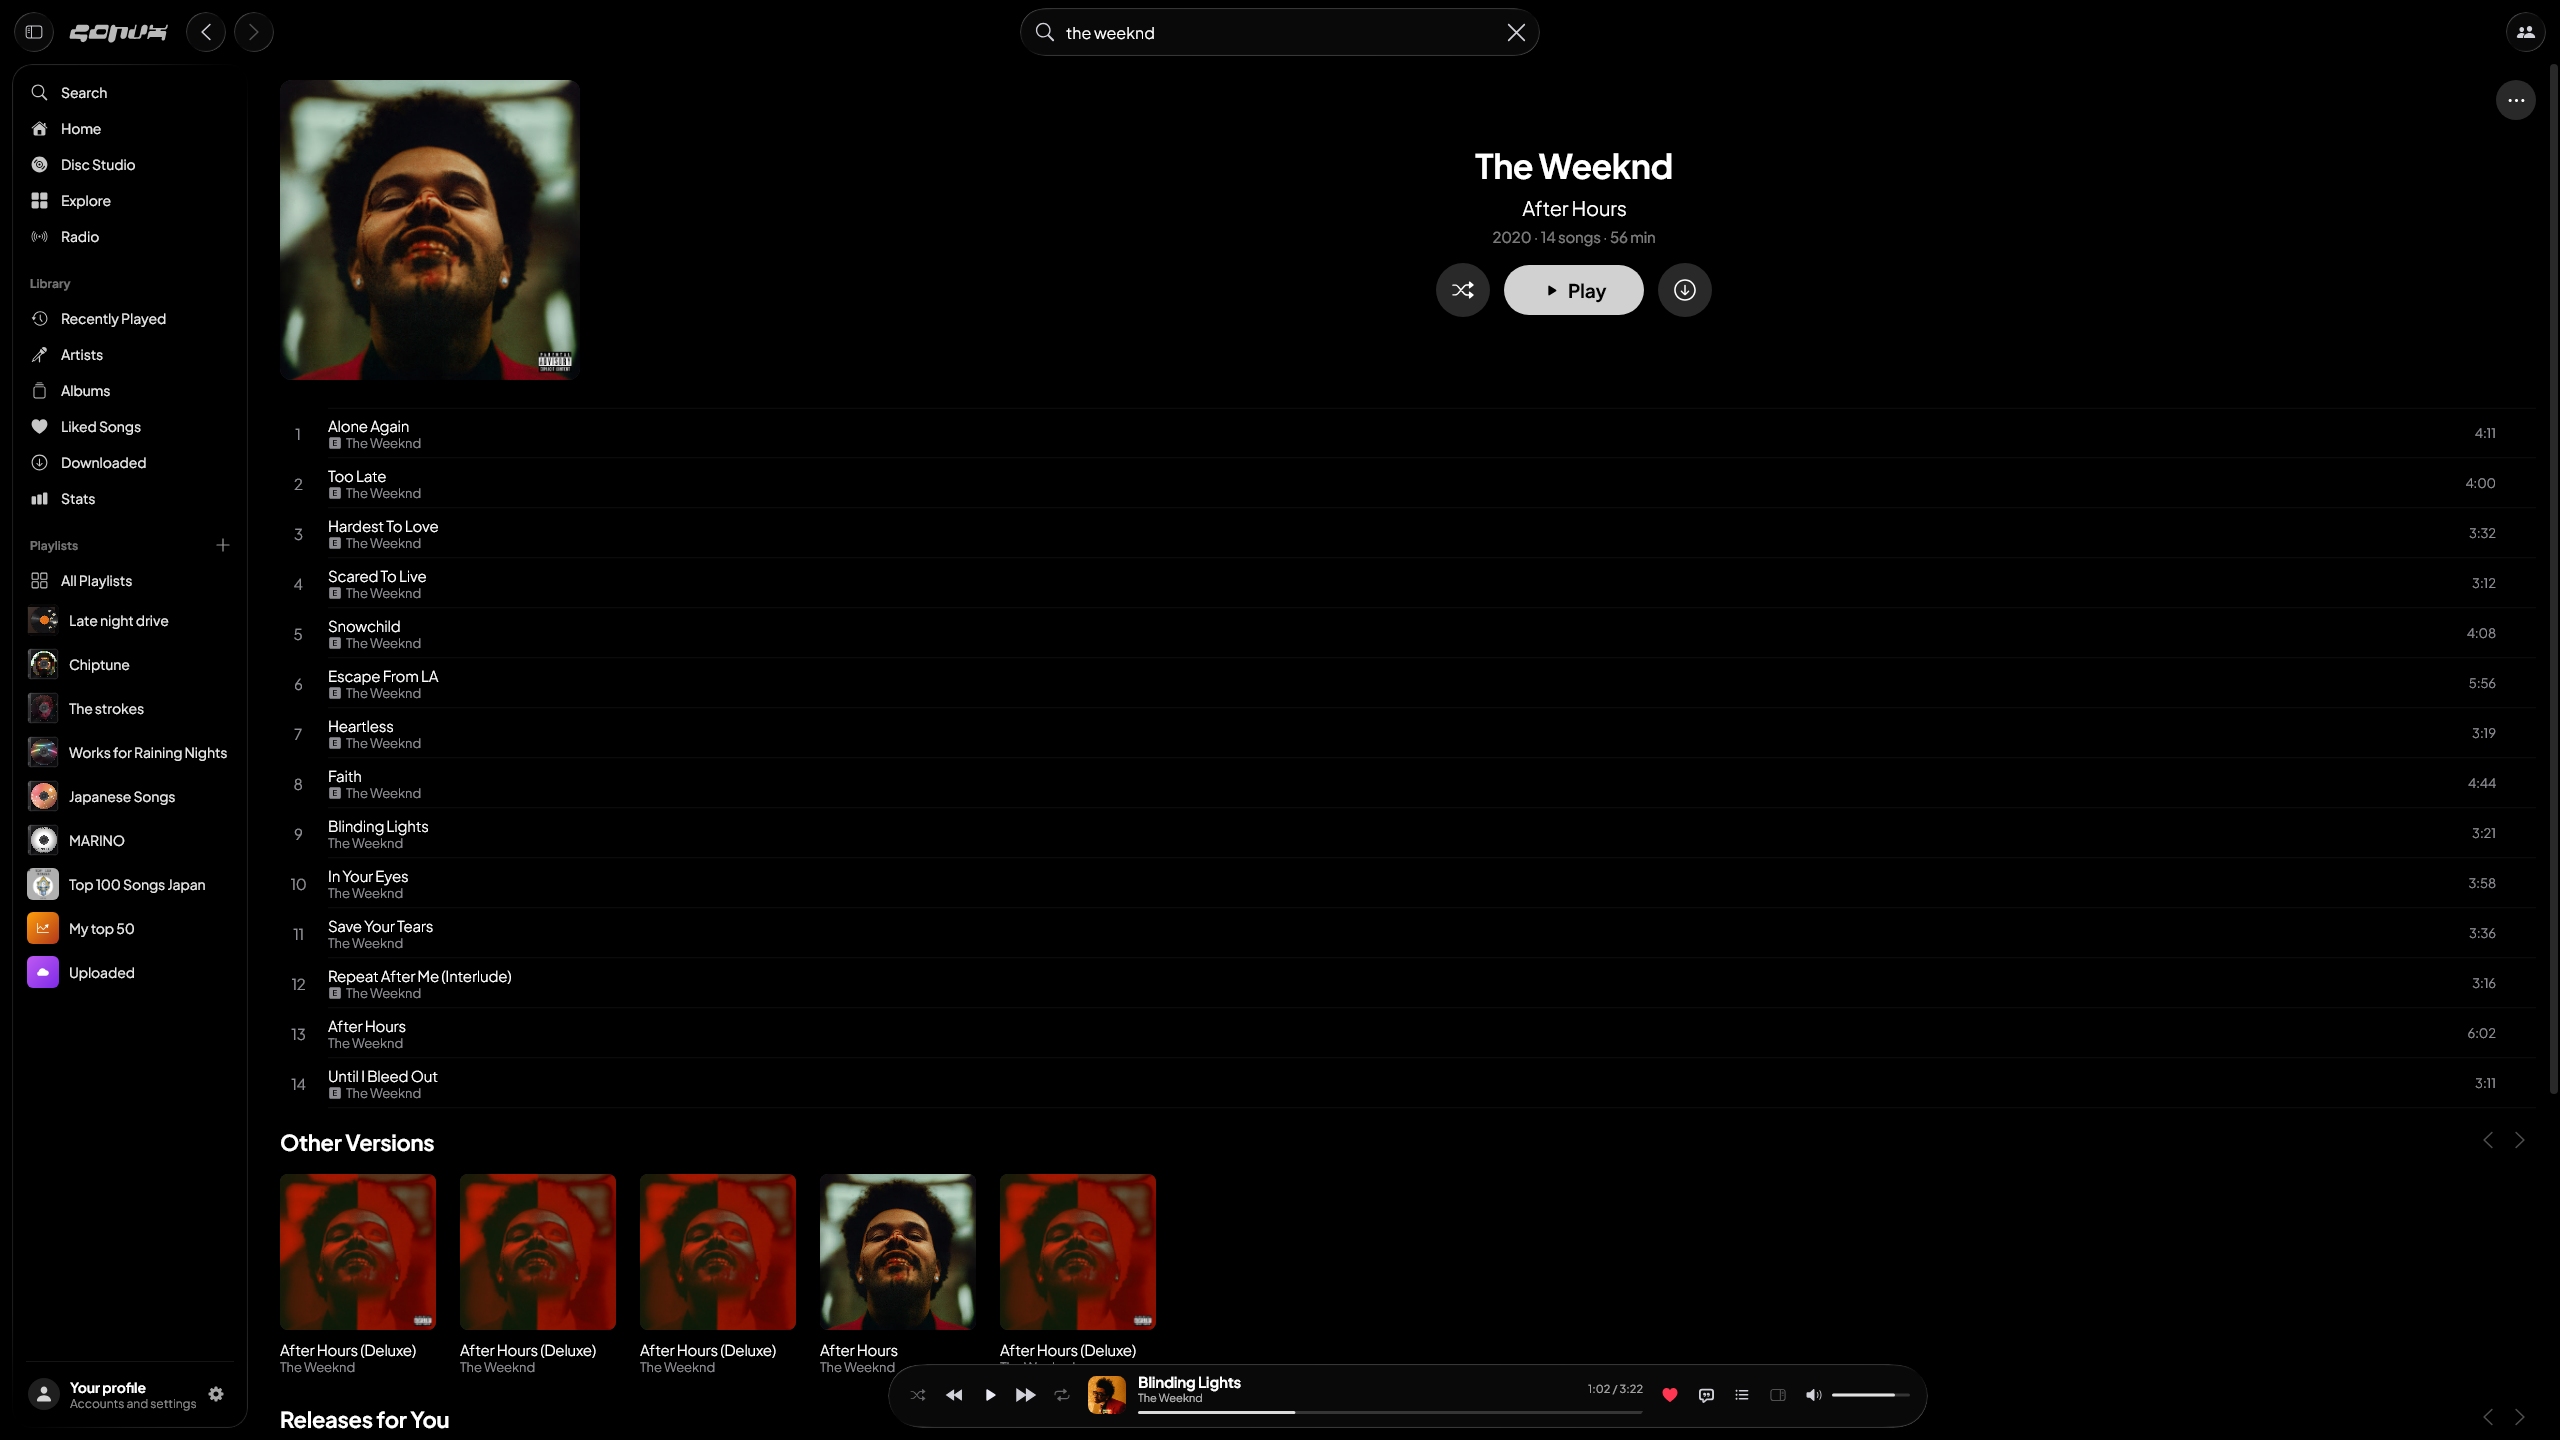 the weeknd
Search
Home
Disc Studio
Explore
Radio
Library
Recently Played
Artists
Albums
Liked Songs
Downloaded
Stats
Playlists
All Playlists
Late night drive
Chiptune
The strokes
Works for Raining Nights
Japanese Songs
MARINO
Top 100 Songs Japan
My top 50
Uploaded
Your profile
Accounts and settings
PARENTAL
ADVISORY
EXPLICIT CONTENT
The Weeknd
After Hours
2020 · 14 songs · 56 min
Play
1 Alone Again 4:11
E The Weeknd
2 Too Late 4:00
E The Weeknd
3 Hardest To Love 3:32
E The Weeknd
4 Scared To Live 3:12
E The Weeknd
5 Snowchild 4:08
E The Weeknd
6 Escape From LA 5:56
E The Weeknd
7 Heartless 3:19
E The Weeknd
8 Faith 4:44
E The Weeknd
9 Blinding Lights 3:21
The Weeknd
10 In Your Eyes 3:58
The Weeknd
11 Save Your Tears 3:36
The Weeknd
12 Repeat After Me (Interlude) 3:16
E The Weeknd
13 After Hours 6:02
The Weeknd
14 Until I Bleed Out 3:11
E The Weeknd
Other Versions
After Hours (Deluxe)
The Weeknd
After Hours (Deluxe)
The Weeknd
After Hours (Deluxe)
The Weeknd
After Hours
The Weeknd
After Hours (Deluxe)
Blinding Lights
The Weeknd
1:02 / 3:22
Releases for You